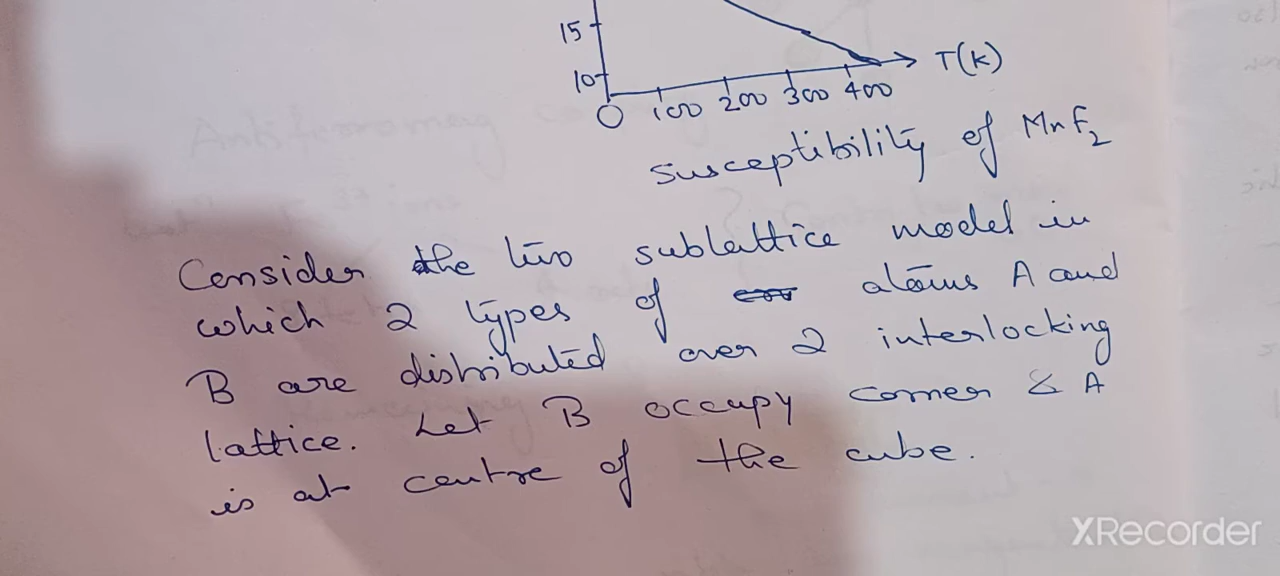 15
10
0 100 200 300 400 T(K)
susceptibility of MnF2
Consider the two sublattice model in
which 2 types of atoms A and
B are distributed over 2 interlocking
lattice. Let B occupy corner & A
is at centre of the cube.
XRecorder